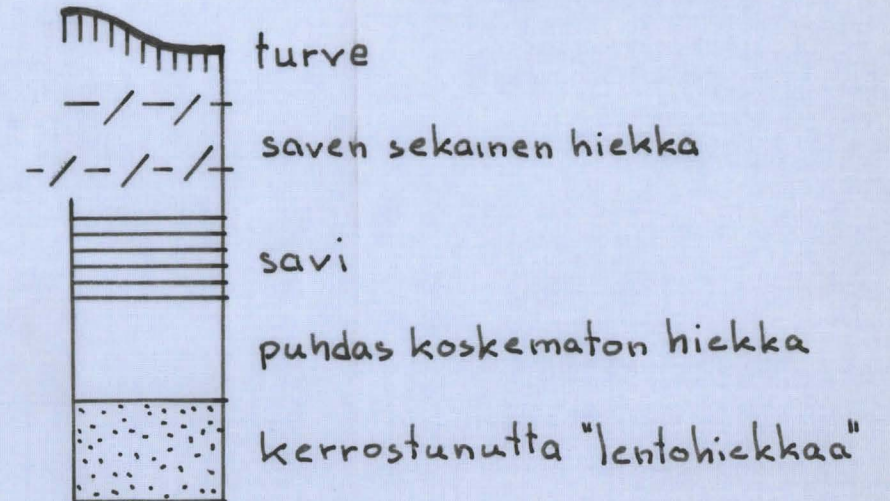 turve
saven sekainen hiekka
savi
puhdas koskematon hiekka
kerrostunutta "lentohiekkaa"